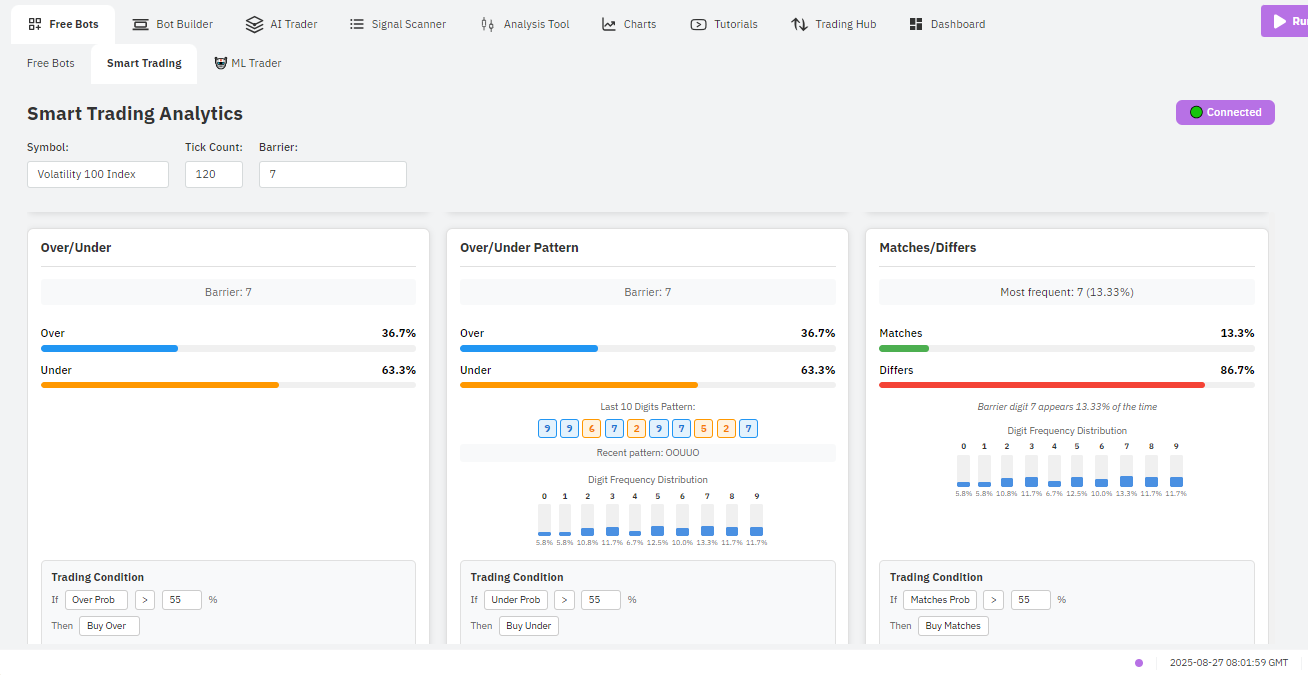 Free Bots Bot Builder AI Trader Signal Scanner Analysis Tool Charts Tutorials Trading Hub Dashboard Run
Free Bots Smart Trading ML Trader
Smart Trading Analytics
Connected
Symbol: Tick Count: Barrier:
Volatility 100 Index 120 7
Over/Under
Barrier: 7
Over 36.7%
Under 63.3%
Trading Condition
If Over Prob > 55 %
Then Buy Over
Over/Under Pattern
Barrier: 7
Over 36.7%
Under 63.3%
Last 10 Digits Pattern:
9 9 6 7 2 9 7 5 2 7
Recent pattern: OOUUO
Digit Frequency Distribution
0 1 2 3 4 5 6 7 8 9
5.8% 5.8% 10.8% 11.7% 6.7% 12.5% 10.0% 13.3% 11.7% 11.7%
Trading Condition
If Under Prob > 55 %
Then Buy Under
Matches/Differs
Most frequent: 7 (13.33%)
Matches 13.3%
Differs 86.7%
Barrier digit 7 appears 13.33% of the time
Digit Frequency Distribution
0 1 2 3 4 5 6 7 8 9
5.8% 5.8% 10.8% 11.7% 6.7% 12.5% 10.0% 13.3% 11.7% 11.7%
Trading Condition
If Matches Prob > 55 %
Then Buy Matches
2025-08-27 08:01:59 GMT